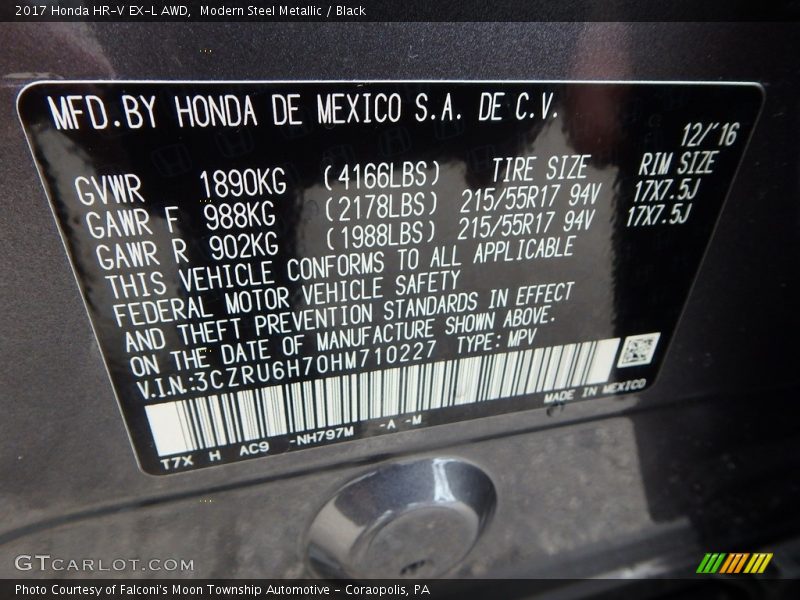 2017 Honda HR-V EX-L AWD,  Modern Steel Metallic / Black
MFD.BY HONDA DE MEXICO S.A. DE C.V.
12/'16
GVWR 1890KG (4166LBS) TIRE SIZE RIM SIZE
GAWR F 988KG (2178LBS) 215/55R17 94V 17X7.5J
GAWR R 902KG (1988LBS) 215/55R17 94V 17X7.5J
THIS VEHICLE CONFORMS TO ALL APPLICABLE
FEDERAL MOTOR VEHICLE SAFETY
AND THEFT PREVENTION STANDARDS IN EFFECT
ON THE DATE OF MANUFACTURE SHOWN ABOVE.
V.I.N.:3CZRU6H70HM710227 TYPE: MPV
MADE IN MEXICO
T7X H AC9 -NH797M -A -M
GTCARLOT.COM
Photo Courtesy of Falconi's Moon Township Automotive - Coraopolis, PA